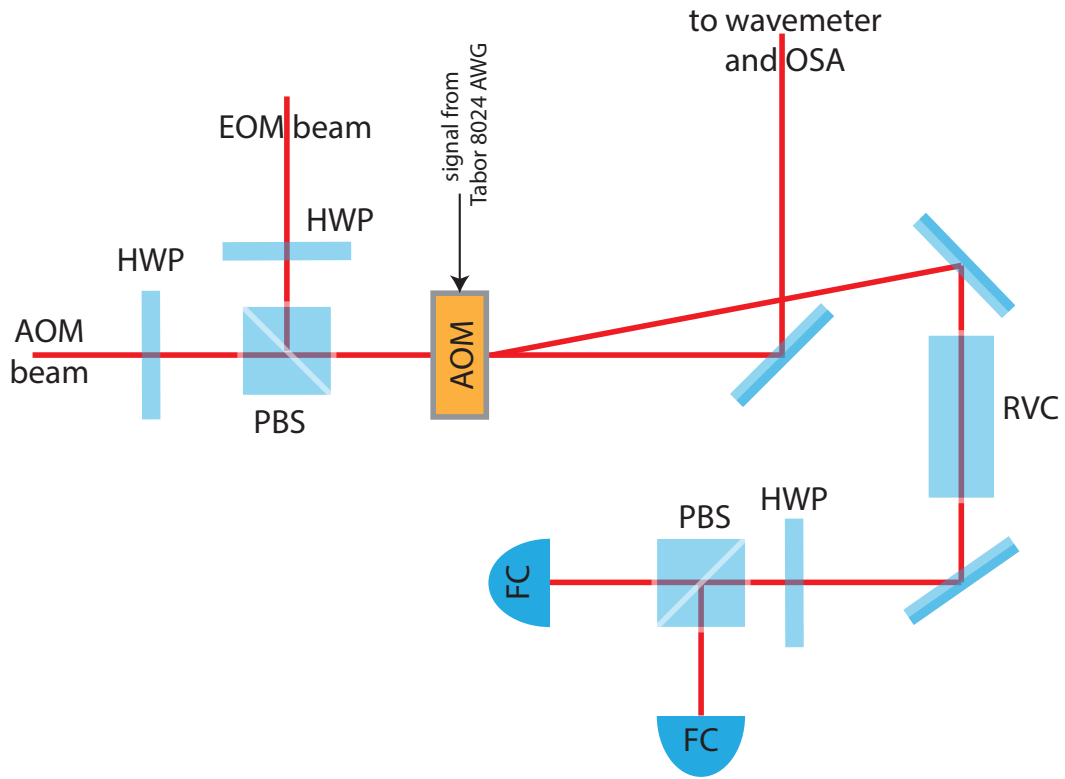 to wavemeter
and OSA
EOM beam
signal from
Tabor 8024 AWG
HWP
HWP
AOM
beam
AOM
PBS
RVC
HWP
PBS
FC
FC